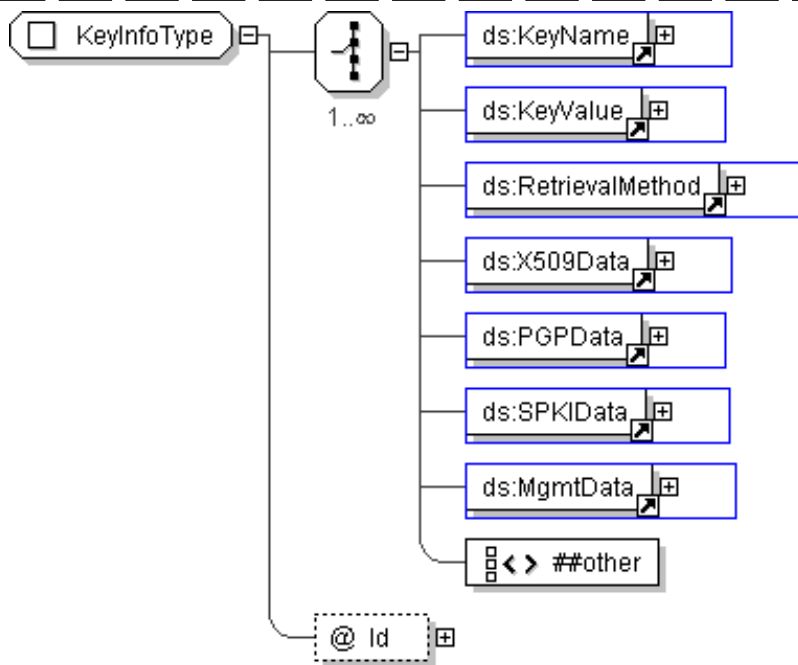 KeyInfoType
1..∞
ds:KeyName
ds:KeyValue
ds:RetrievalMethod
ds:X509Data
ds:PGPData
ds:SPKIData
ds:MgmtData
##other
@ Id